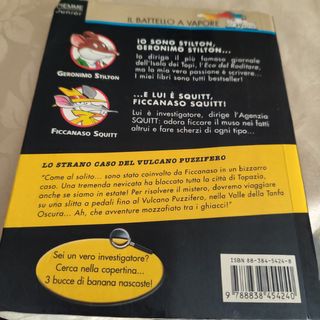 PIEMME
Junior
IL BATTELLO A VAPORE
IO SONO STILTON,
GERONIMO STILTON...
Io dirigo il più famoso giornale
dell'Isola dei Topi, l'Eco del Roditore,
ma la mia vera passione è scrivere...
I miei libri sono tutti bestseller!
GERONIMO STILTON
...E LUI È SQUITT,
FICCANASO SQUITT!
Lui è investigatore, dirige l'Agenzia
SQUITT: adora ficcare il muso nei fatti
altrui e fare scherzi di ogni tipo...
FICCANASO SQUITT
LO STRANO CASO DEL VULCANO PUZZIFERO
"Come al solito... sono stato coinvolto da Ficcanaso in un bizzarro
caso. Una tremenda nevicata ha bloccato tutta la città di Topazia,
anche se siamo in estate! Per risolvere il mistero, dovremo viaggiare
su una slitta a pedali fino al Vulcano Puzzifero, nella Valle della Tanfa
Oscura... Ah, che avventure mozzafiato tra i ghiacci!"
Sei un vero investigatore?
Cerca nella copertina...
3 bucce di banana nascoste!
ISBN 88-384-5424-8
9 788838 454240